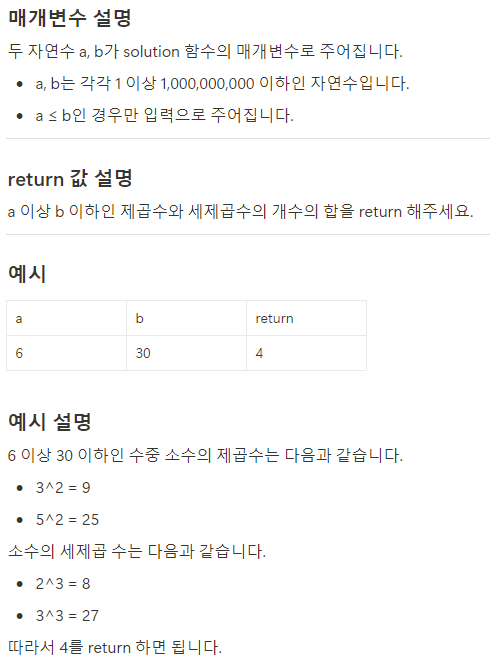 매개변수 설명
두 자연수 a, b가 solution 함수의 매개변수로 주어집니다.
• a, b는 각각 1 이상 1,000,000,000 이하인 자연수입니다.
• a ≤ b인 경우만 입력으로 주어집니다.
return 값 설명
a 이상 b 이하인 제곱수와 세제곱수의 개수의 합을 return 해주세요.
예시
a b return
6 30 4
예시 설명
6 이상 30 이하인 수중 소수의 제곱수는 다음과 같습니다.
• 3^2 = 9
• 5^2 = 25
소수의 세제곱 수는 다음과 같습니다.
• 2^3 = 8
• 3^3 = 27
따라서 4를 return 하면 됩니다.